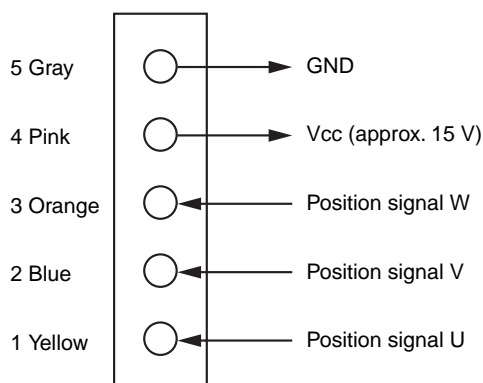 5 Gray GND
4 Pink Vcc (approx. 15 V)
3 Orange Position signal W
2 Blue Position signal V
1 Yellow Position signal U